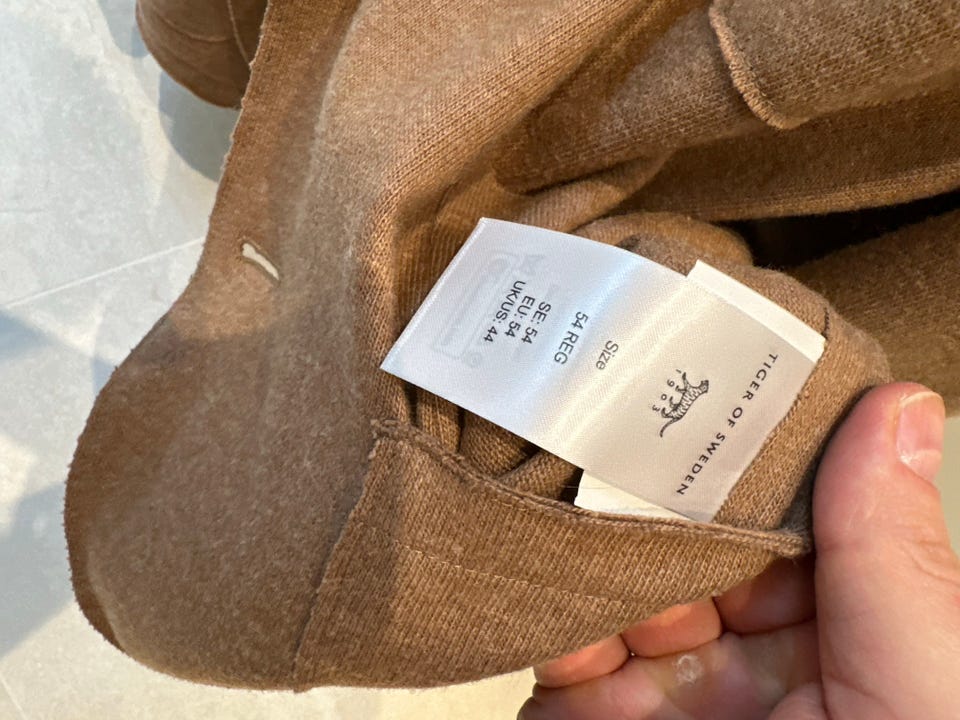 TIGER OF SWEDEN
1903
Size
54 REG
SE: 54
EU: 54
UK/US: 44